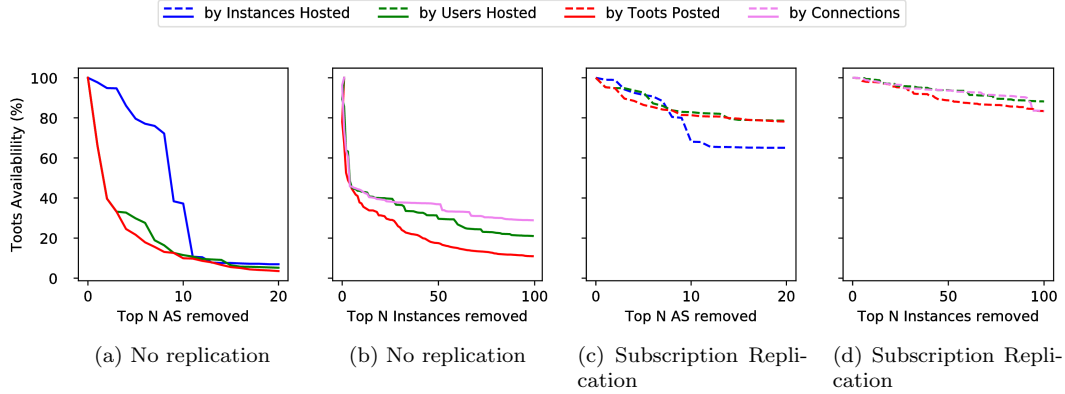 by Instances Hosted by Users Hosted by Toots Posted by Connections
Toots Availablility (%)
100
80
60
40
20
0
0 10 20
Top N AS removed
(a) No replication
0 50 100
Top N Instances removed
(b) No replication
0 10 20
Top N AS removed
(c) Subscription Repli-
cation
0 50 100
Top N Instances removed
(d) Subscription Repli-
cation